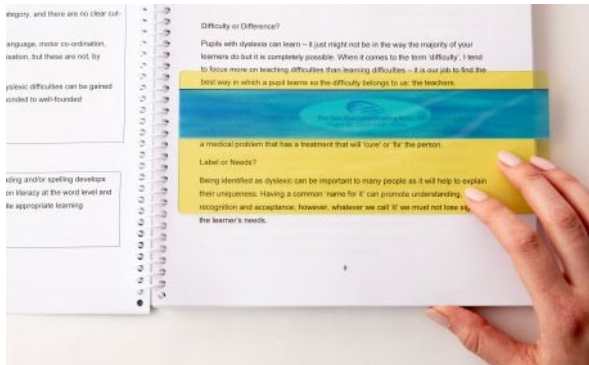 ategory, and there are no clear cut-
anguage, motor co-ordination,
isation, but these are not, by
yslexic difficulties can be gained
ponded to well-founded
ading and/or spelling develops
on literacy at the word level and
te appropriate learning
Difficulty or Difference?
Pupils with dyslexia can learn – it just might not be in the way the majority of your
learners do but it is completely possible. When it comes to the term 'difficulty', I tend
to focus more on teaching difficulties than learning difficulties – it is our job to find the
best way in which a pupil learns so the difficulty belongs to us: the teachers.
a medical problem that has a treatment that will 'cure' or 'fix' the person.
Label or Needs?
Being identified as dyslexic can be important to many people as it will help to explain
their uniqueness. Having a common 'name for it' can promote understanding,
recognition and acceptance, however, whatever we call 'it' we must not lose
the learner's needs.